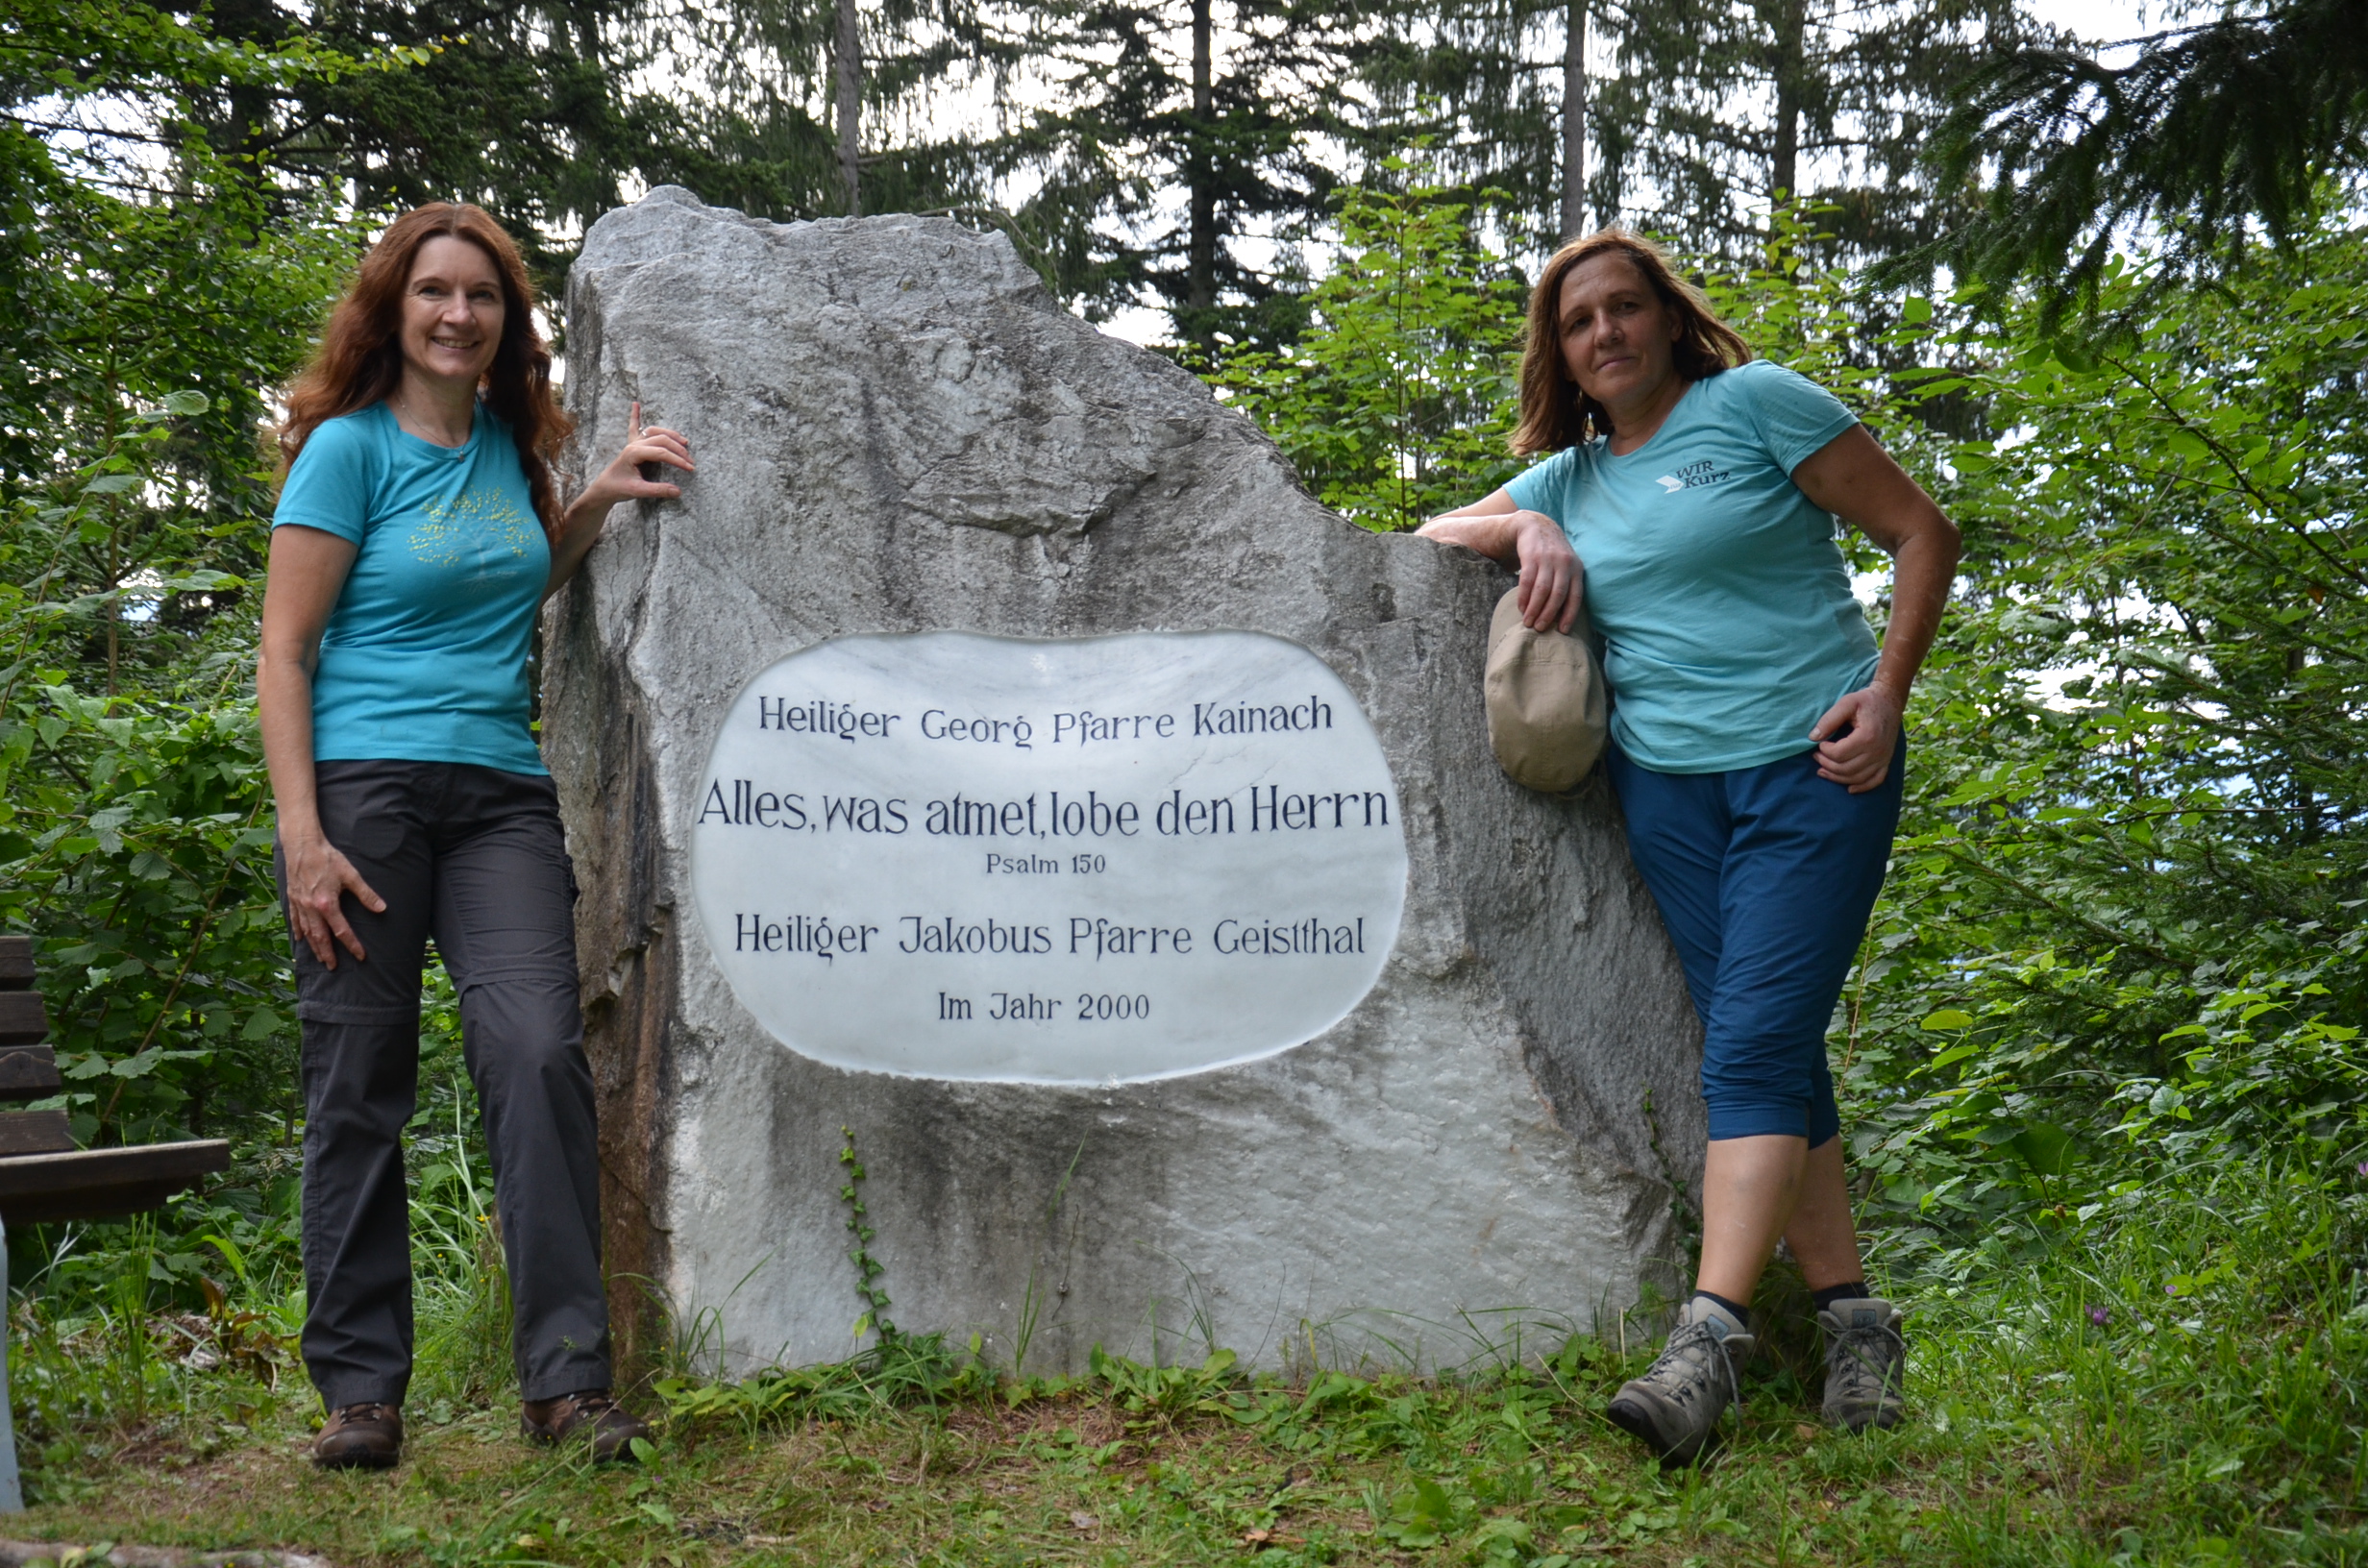 Heiliger Georg Pfarre Kainach
Alles, was atmet, lobe den Herrn
Psalm 150
Heiliger Jakobus Pfarre Geistthal
Im Jahr 2000
WIR
Kurz